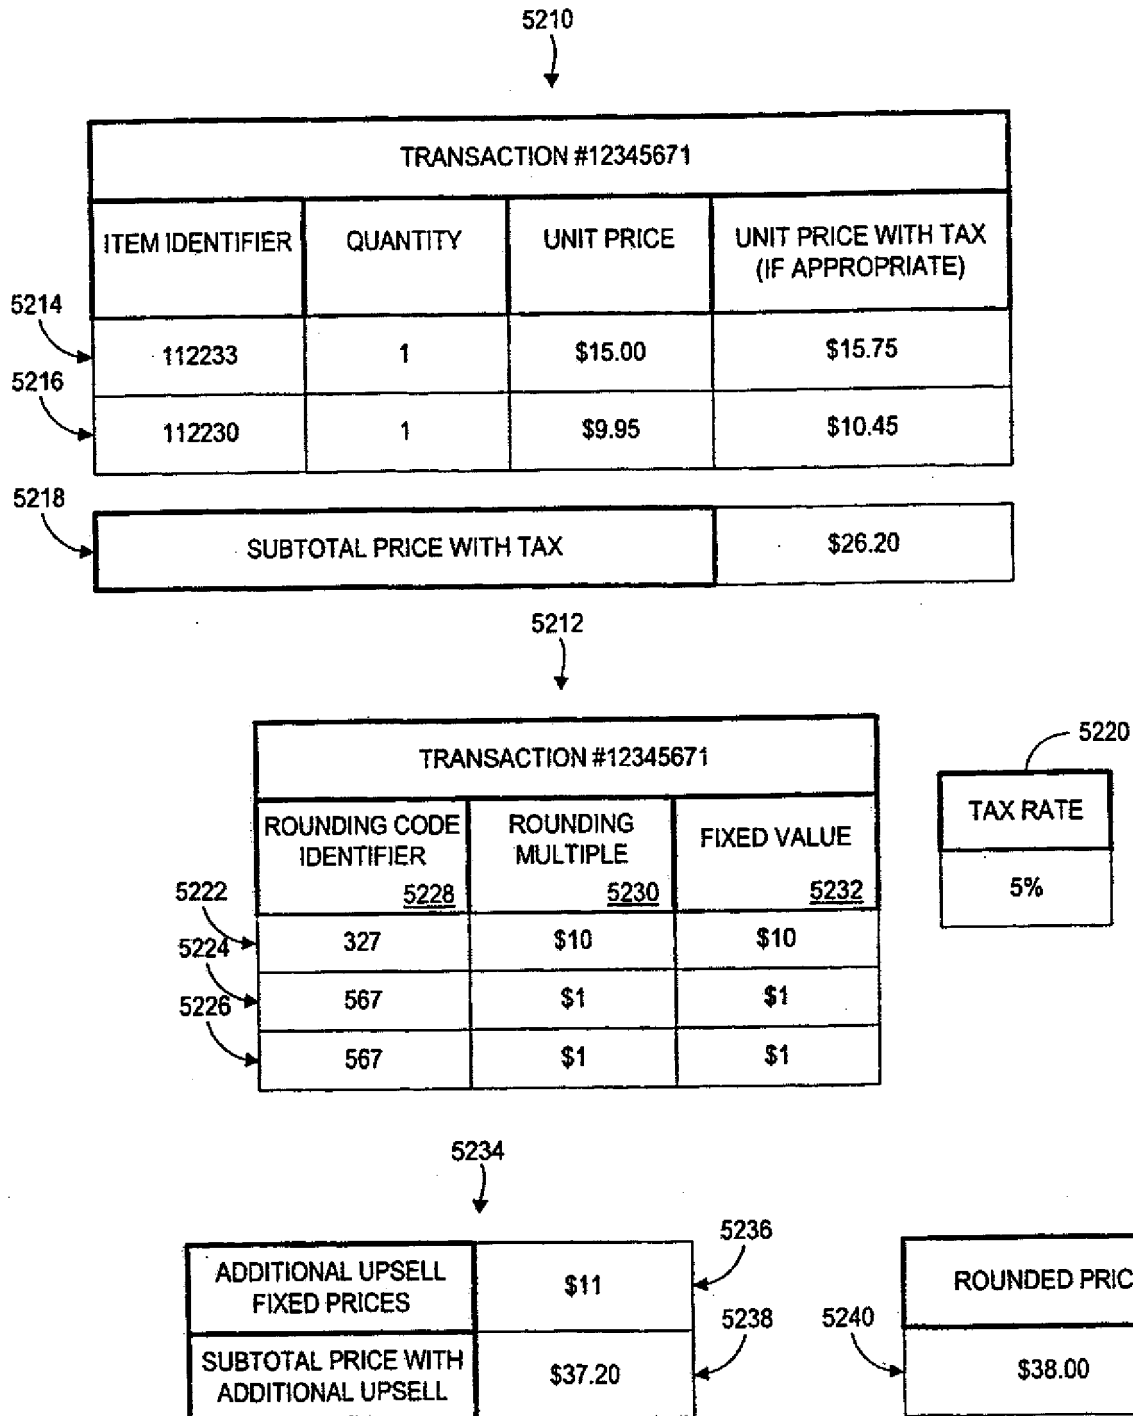 5210
TRANSACTION #12345671
ITEM IDENTIFIER
QUANTITY
UNIT PRICE
UNIT PRICE WITH TAX
(IF APPROPRIATE)
5214
112233
1
$15.00
$15.75
5216
112230
1
$9.95
$10.45
5218
SUBTOTAL PRICE WITH TAX
$26.20
5212
TRANSACTION #12345671
5220
TAX RATE
5%
ROUNDING CODE
IDENTIFIER
5228
ROUNDING
MULTIPLE
5230
FIXED VALUE
5232
5222
327
$10
$10
5224
567
$1
$1
5226
567
$1
$1
5234
ADDITIONAL UPSELL
FIXED PRICES
$11
5236
SUBTOTAL PRICE WITH
ADDITIONAL UPSELL
$37.20
5238
ROUNDED PRIC
5240
$38.00